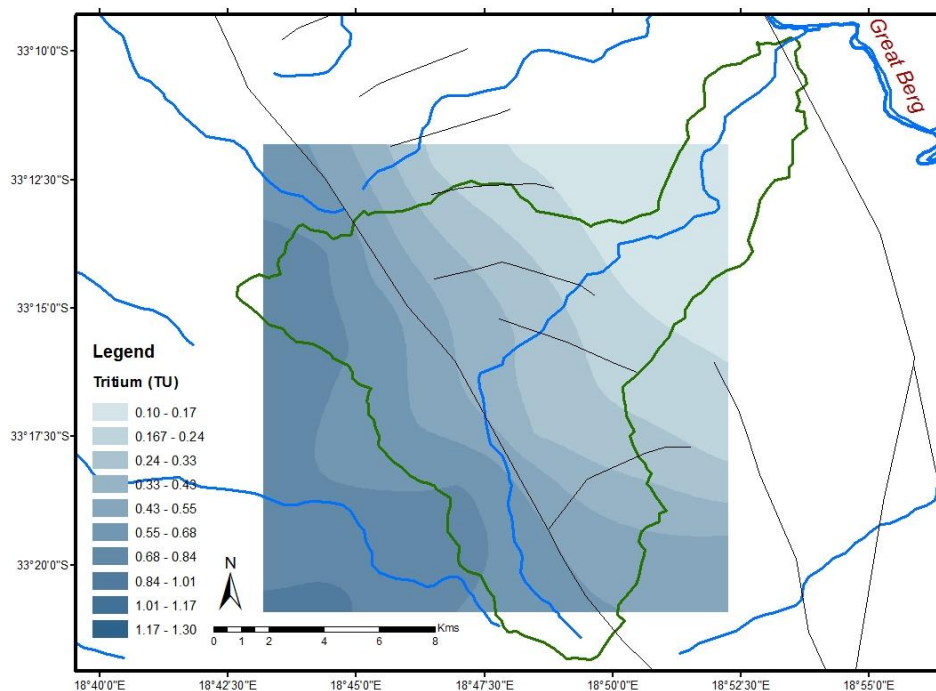 Great Berg
33°10'0"S
33°12'30"S
33°15'0"S
33°17'30"S
33°20'0"S
Legend
Tritium (TU)
0.10 - 0.17
0.167 - 0.24
0.24 - 0.33
0.33 - 0.43
0.43 - 0.55
0.55 - 0.68
0.68 - 0.84
0.84 - 1.01
1.01 - 1.17
1.17 - 1.30
N
Kms
0 1 2 4 6 8
18°40'0"E 18°42'30"E 18°45'0"E 18°47'30"E 18°50'0"E 18°52'30"E 18°55'0"E